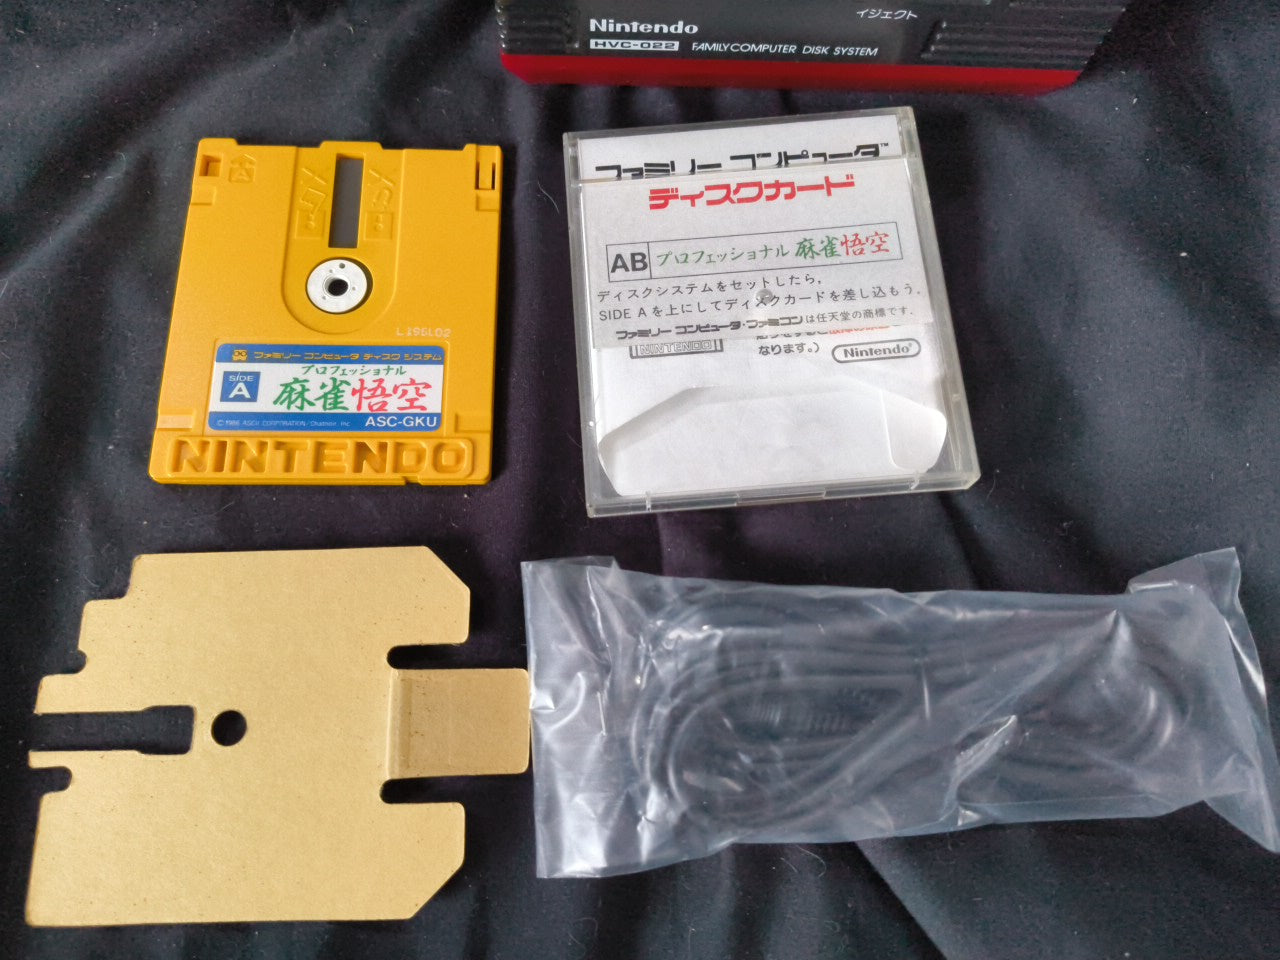 イジェクト
Nintendo
HVC-022 FAMILY COMPUTER DISK SYSTEM
ファミリー コンピュータ™
ディスクカード
AB プロフェッショナル 麻雀悟空
ディスクシステムをセットしたら,
SIDE Aを上にしてディスクカードを差し込もう.
ファミリー コンピュータ・ファミコンは任天堂の商標です.
NINTENDO
なります。)
Nintendo
ファミリー コンピュータ ディスク システム
SIDE A
プロフェッショナル
麻雀悟空
© 1986 ASCII CORPORATION
ASC-GKU
NINTENDO